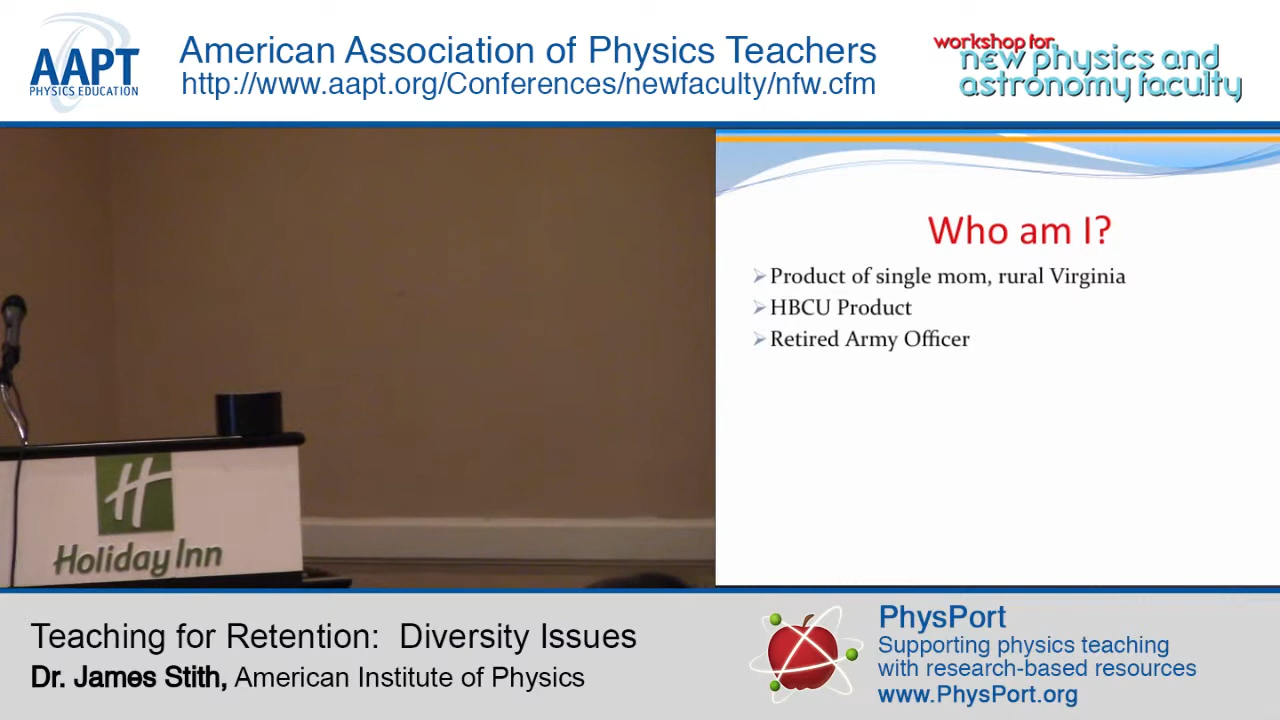 AAPT
PHYSICS EDUCATION
American Association of Physics Teachers
http://www.aapt.org/Conferences/newfaculty/nfw.cfm
workshop for
new physics and
astronomy faculty
Who am I?
Product of single mom, rural Virginia
HBCU Product
Retired Army Officer
H
Holiday Inn
Teaching for Retention: Diversity Issues
Dr. James Stith, American Institute of Physics
PhysPort
Supporting physics teaching
with research-based resources
www.PhysPort.org